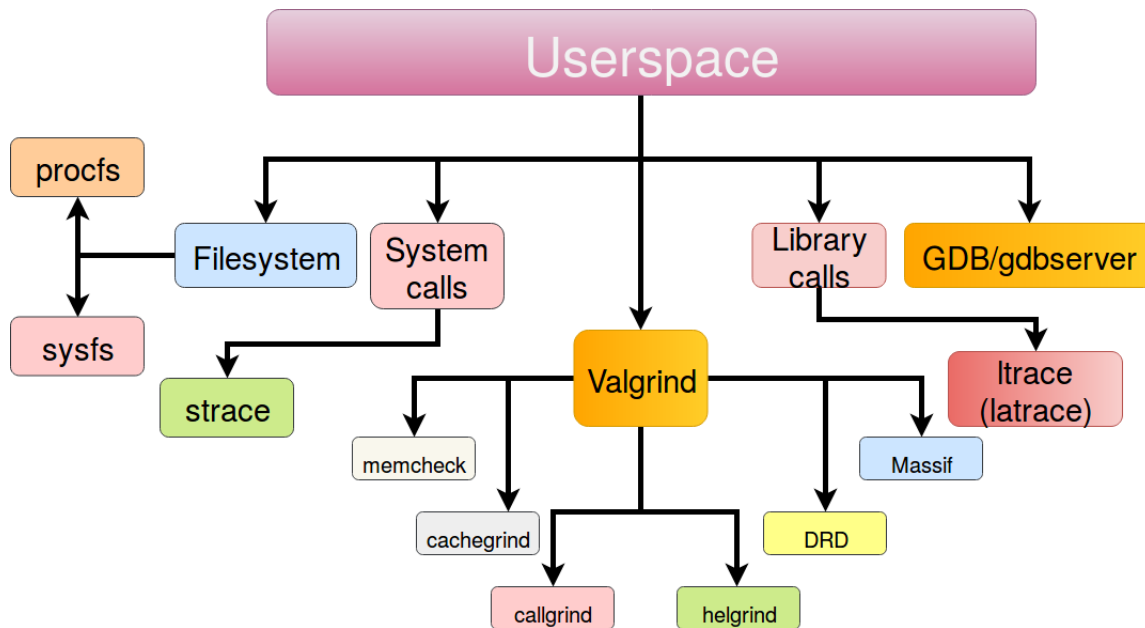 Userspace
procfs
Filesystem
System
calls
Library
calls
GDB/gdbserver
sysfs
strace
Valgrind
ltrace
(latrace)
memcheck
Massif
cachegrind
DRD
callgrind
helgrind